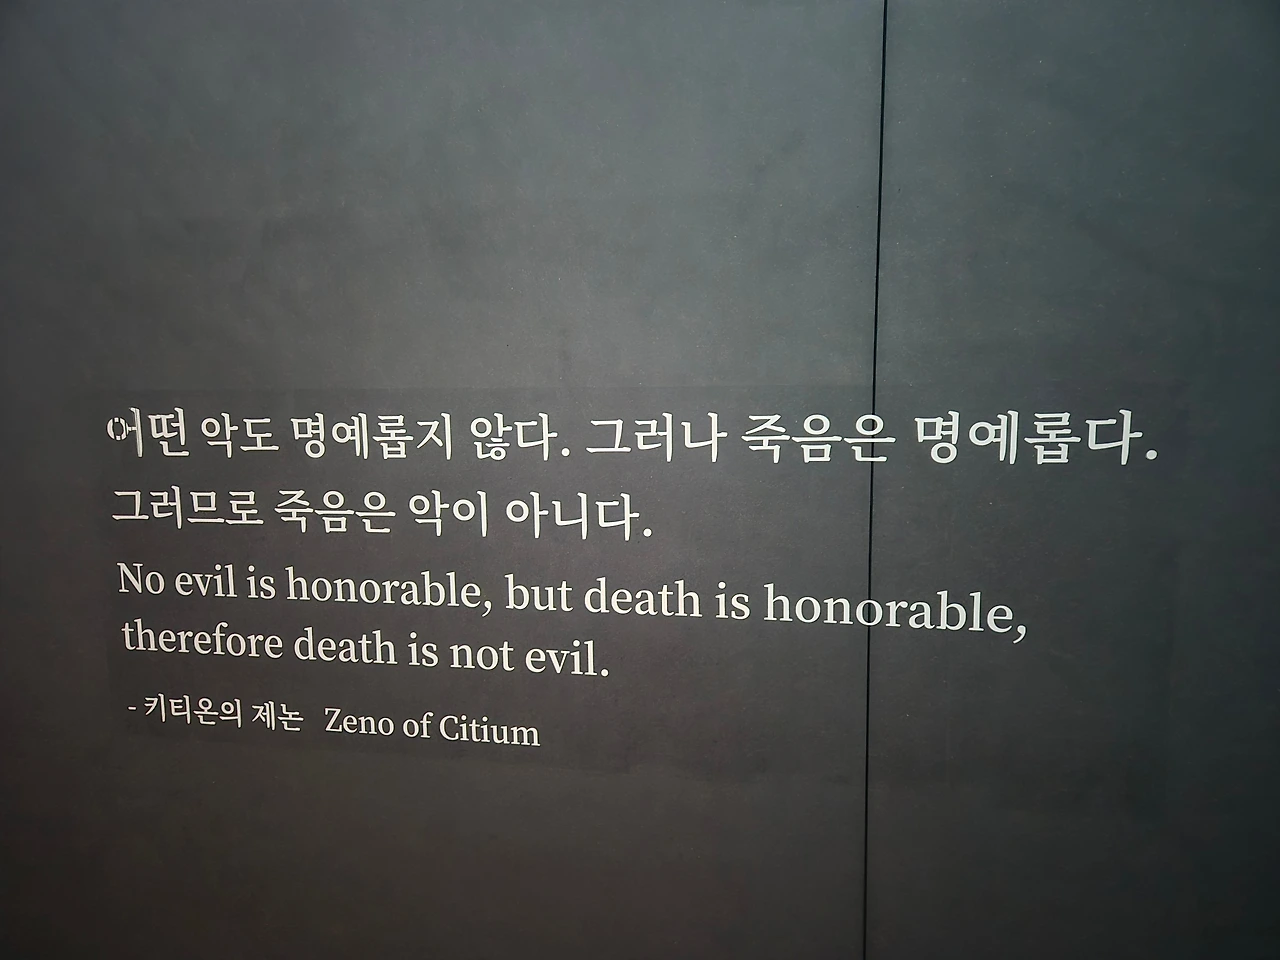 어떤 악도 명예롭지 않다. 그러나 죽음은 명예롭다.
그러므로 죽음은 악이 아니다.
No evil is honorable, but death is honorable,
therefore death is not evil.
- 키티온의 제논 Zeno of Citium